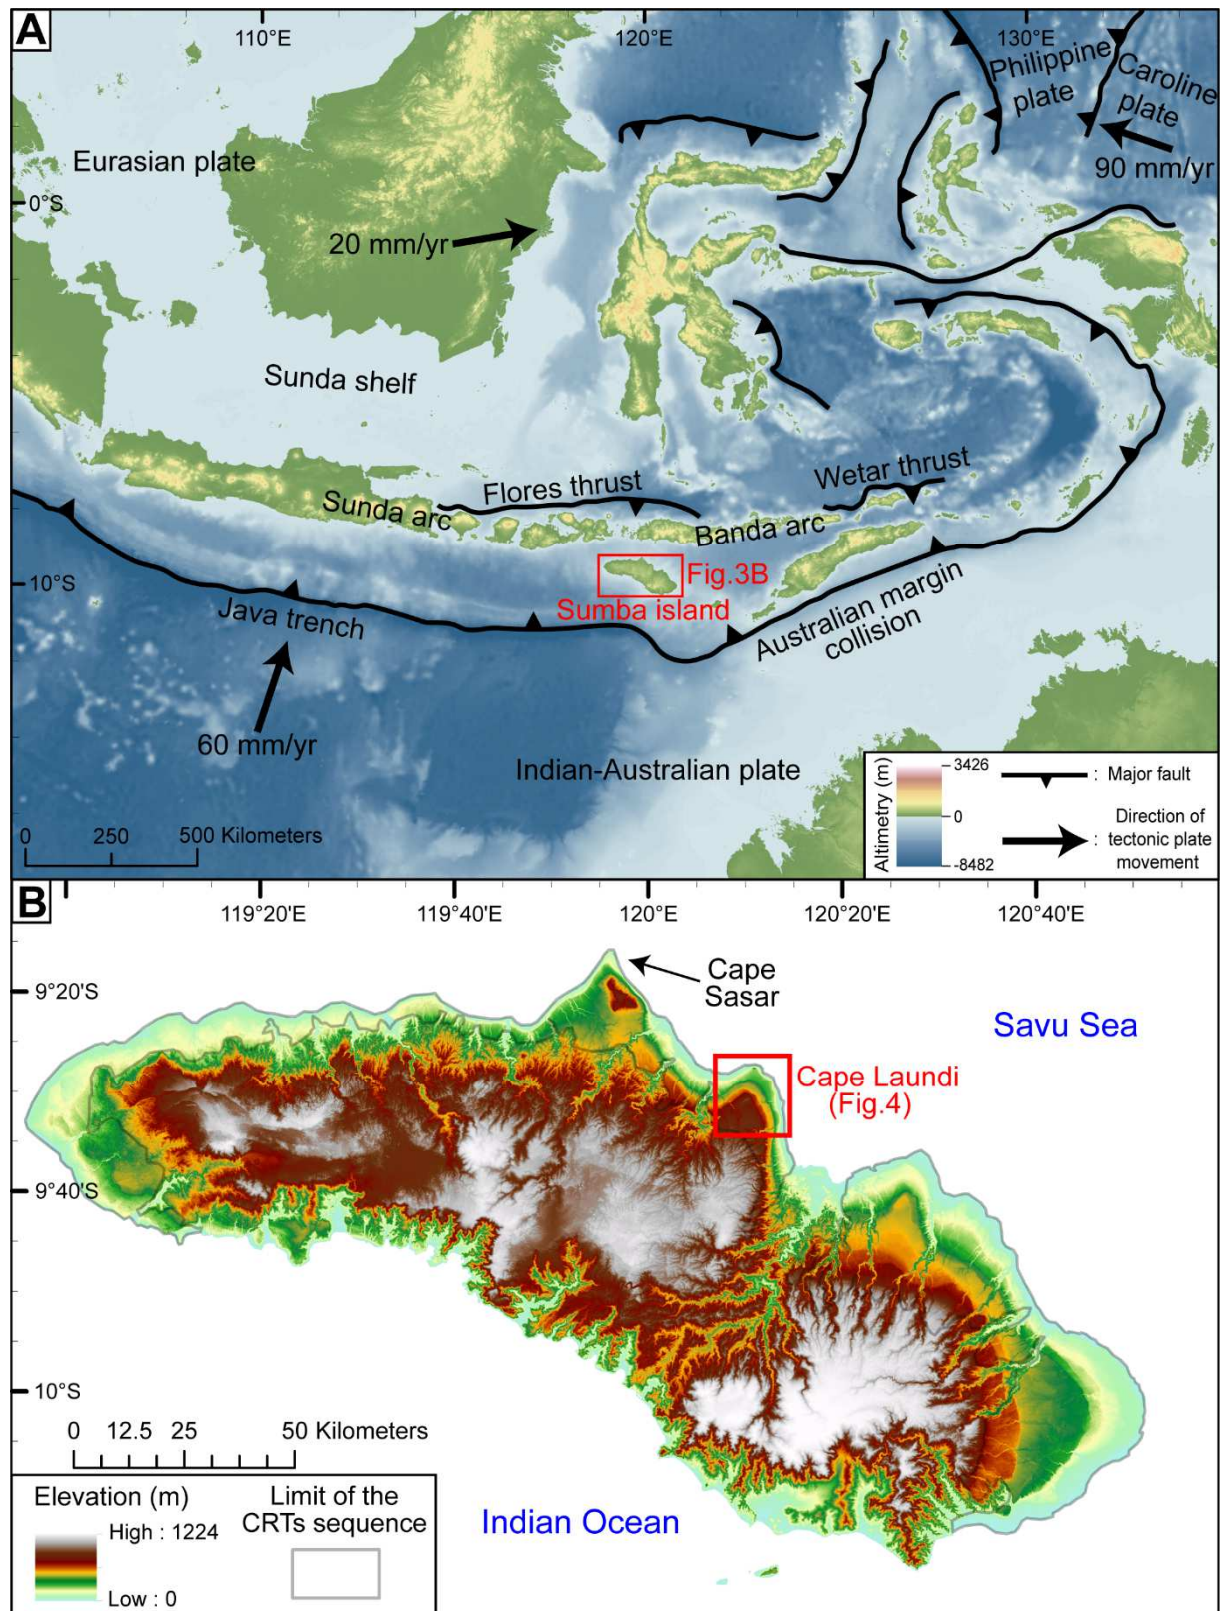 A
110°E
120°E
130°E
Philippine
plate
Caroline
plate
Eurasian plate
90 mm/yr
0°S
20 mm/yr
Sunda shelf
Flores thrust
Wetar thrust
Sunda arc
Banda arc
10°S
Fig.3B
Sumba island
Java trench
Australian margin
collision
60 mm/yr
Indian-Australian plate
0 250 500 Kilometers
Altimetry (m)
3426
0
-8482
: Major fault
Direction of
: tectonic plate
movement
B
119°20'E
119°40'E
120°E
120°20'E
120°40'E
Cape
Sasar
9°20'S
Savu Sea
Cape Laundi
(Fig.4)
9°40'S
10°S
0 12.5 25 50 Kilometers
Elevation (m)
High : 1224
Low : 0
Limit of the
CRTs sequence
Indian Ocean